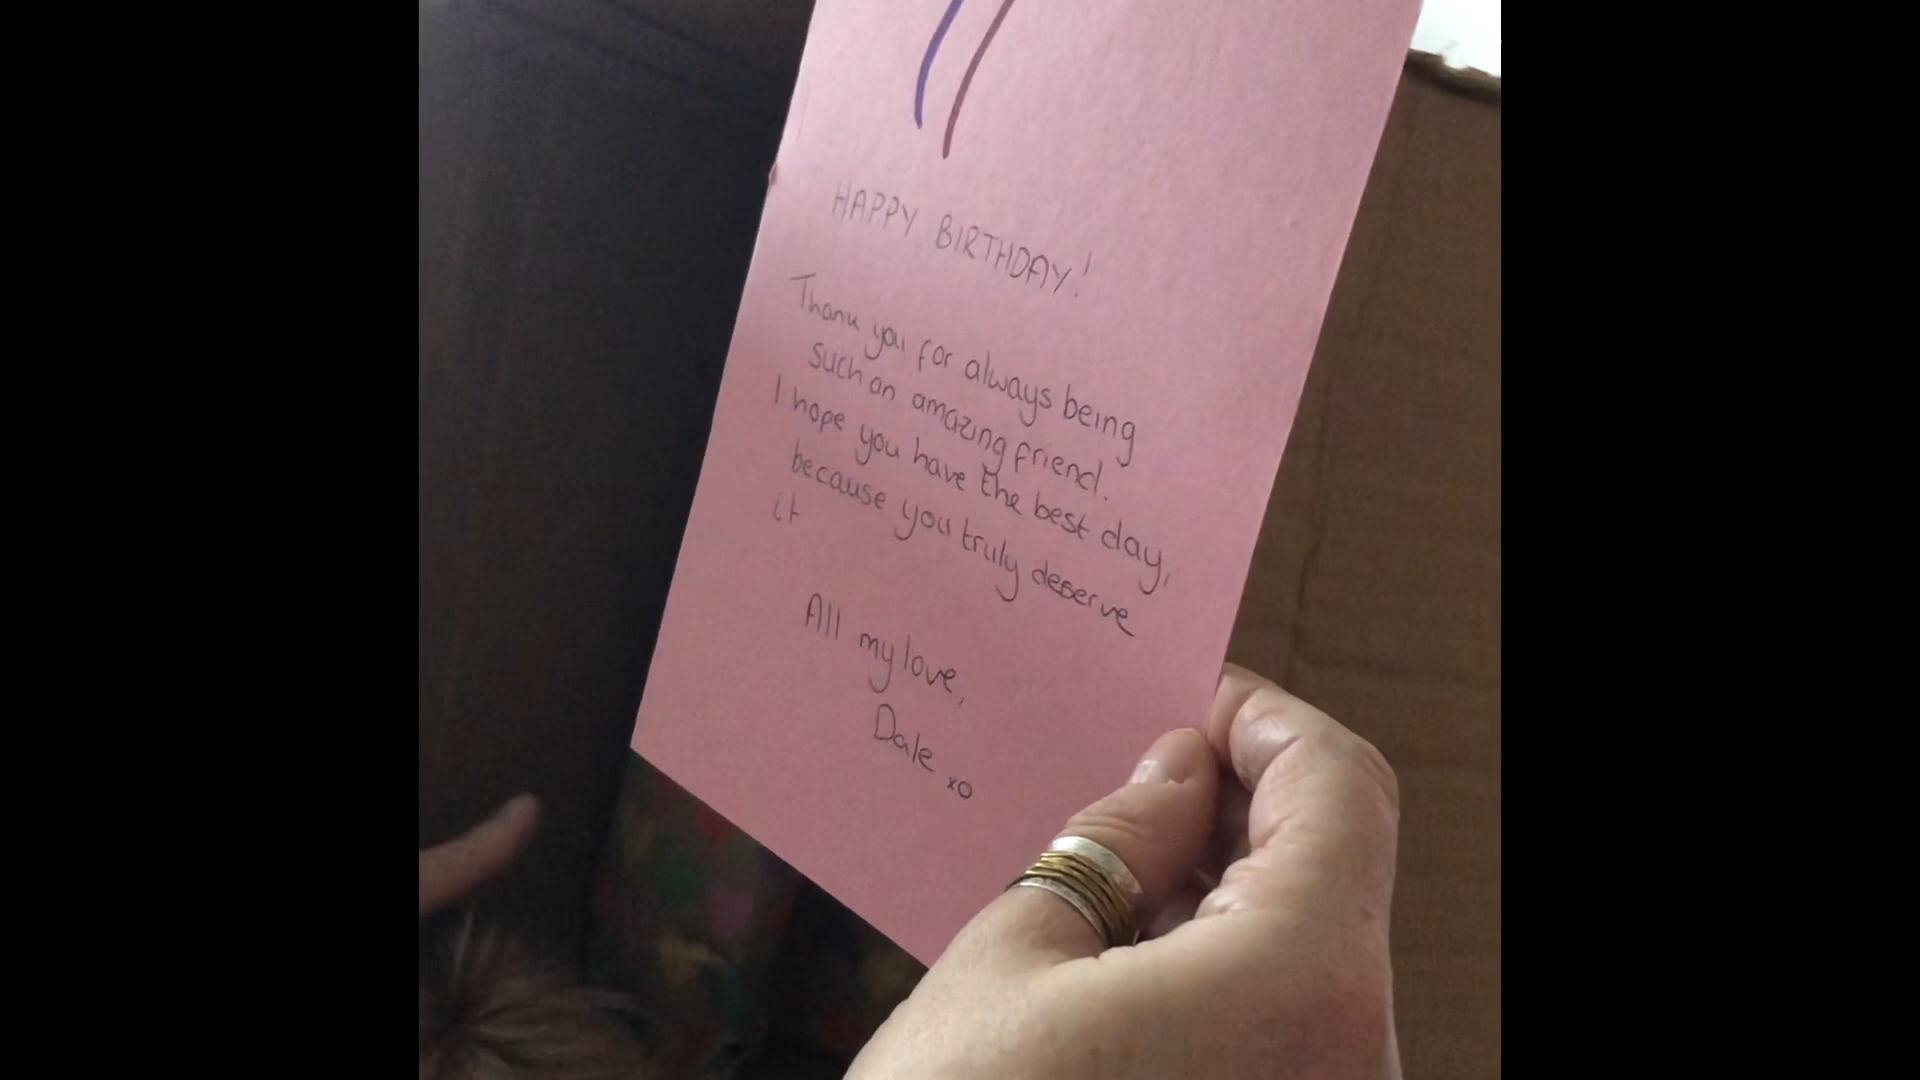 HAPPY BIRTHDAY!
Thank you for always being
such an amazing friend.
I hope you have the best day,
because you truly deserve
it
All my love,
Dale xo